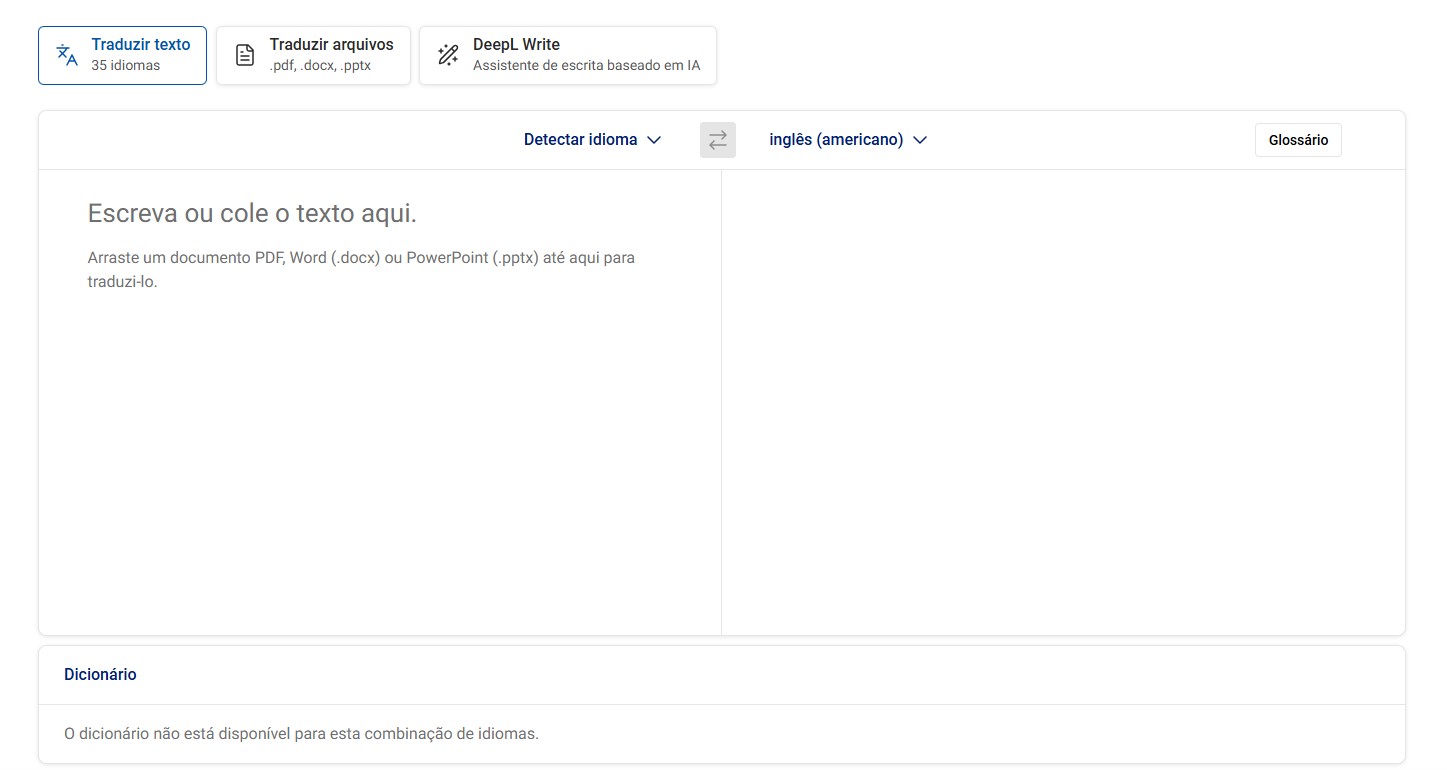 Traduzir texto
35 idiomas
Traduzir arquivos
.pdf, .docx, .pptx
DeepL Write
Assistente de escrita baseado em IA
Detectar idioma
inglês (americano)
Glossário
Escreva ou cole o texto aqui.
Arraste um documento PDF, Word (.docx) ou PowerPoint (.pptx) até aqui para
traduzi-lo.
Dicionário
O dicionário não está disponível para esta combinação de idiomas.